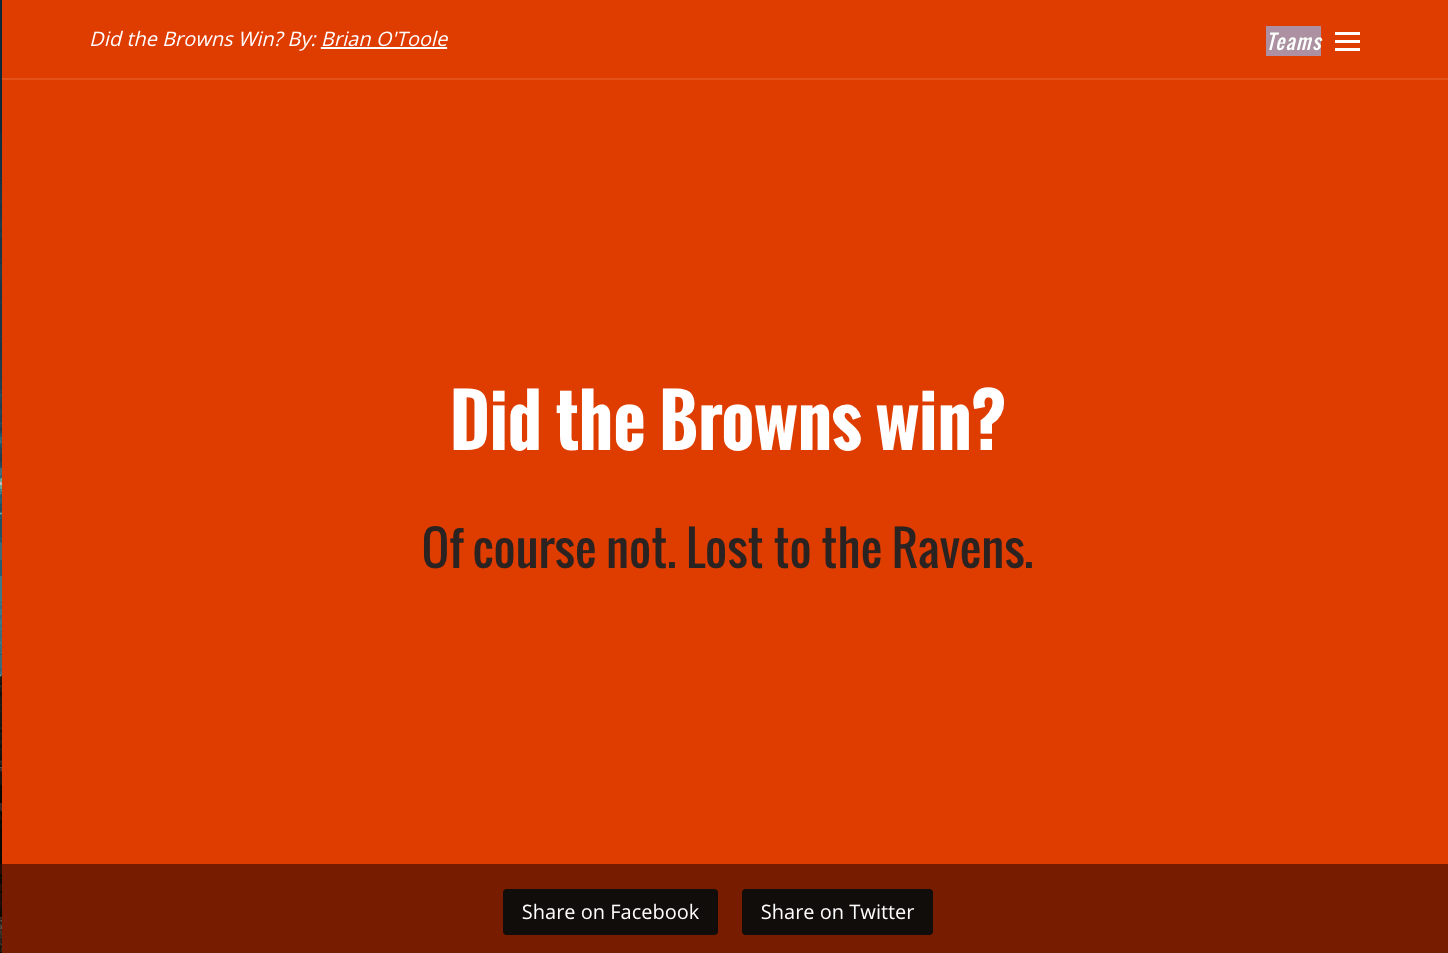 Did the Browns Win? By: Brian O'Toole
Teams
Did the Browns win?
Of course not. Lost to the Ravens.
Share on Facebook
Share on Twitter